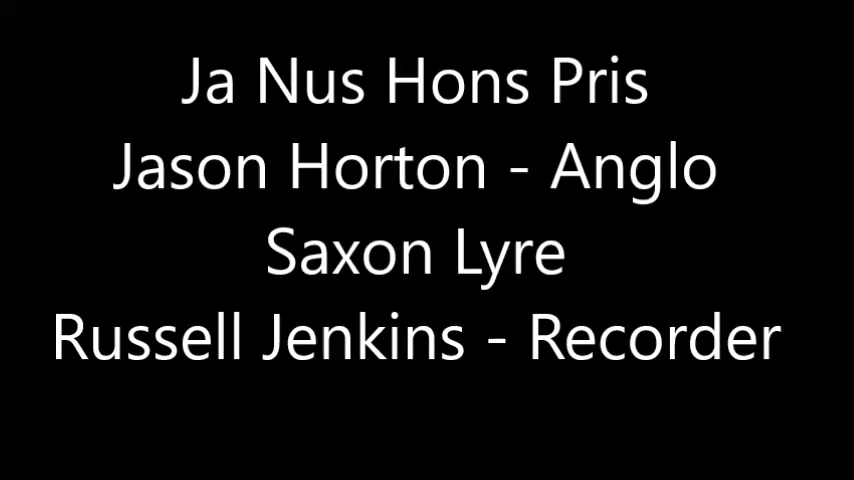 Ja Nus Hons Pris
Jason Horton - Anglo
Saxon Lyre
Russell Jenkins - Recorder